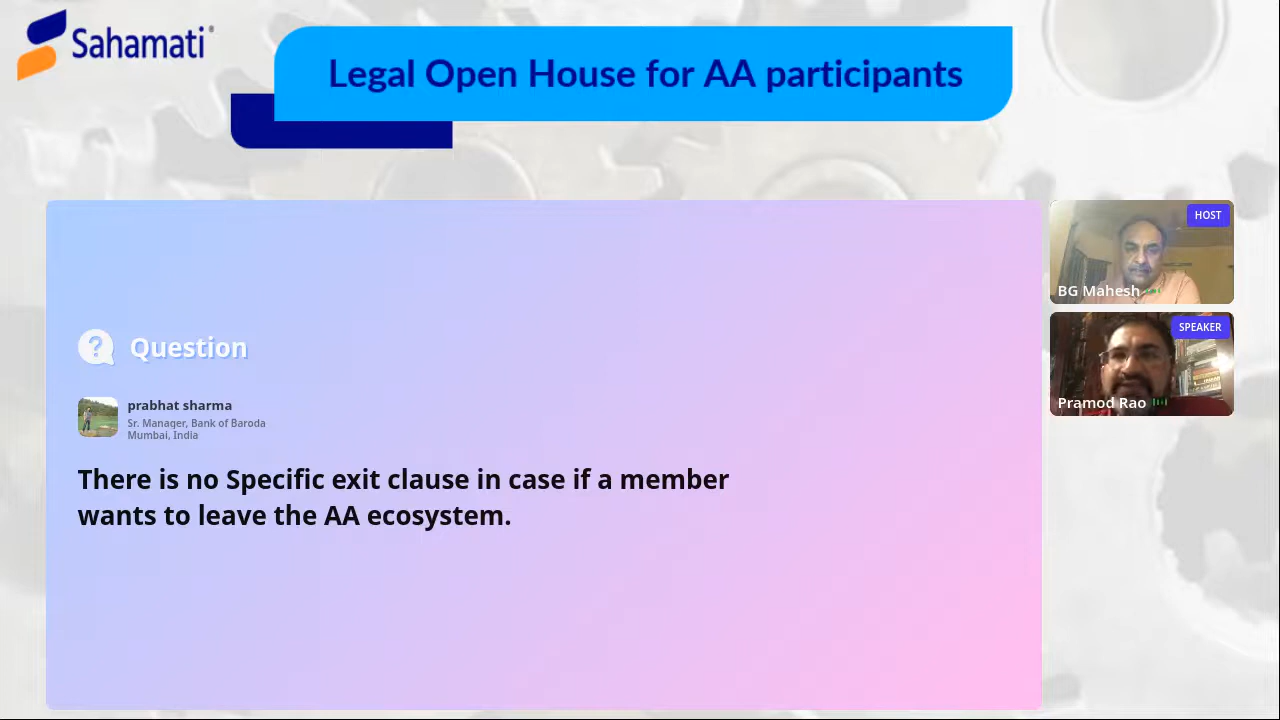 Sahamati
Legal Open House for AA participants
HOST
BG Mahesh
SPEAKER
Pramod Rao
Question
prabhat sharma
Sr. Manager, Bank of Baroda
Mumbai, India
There is no Specific exit clause in case if a member
wants to leave the AA ecosystem.